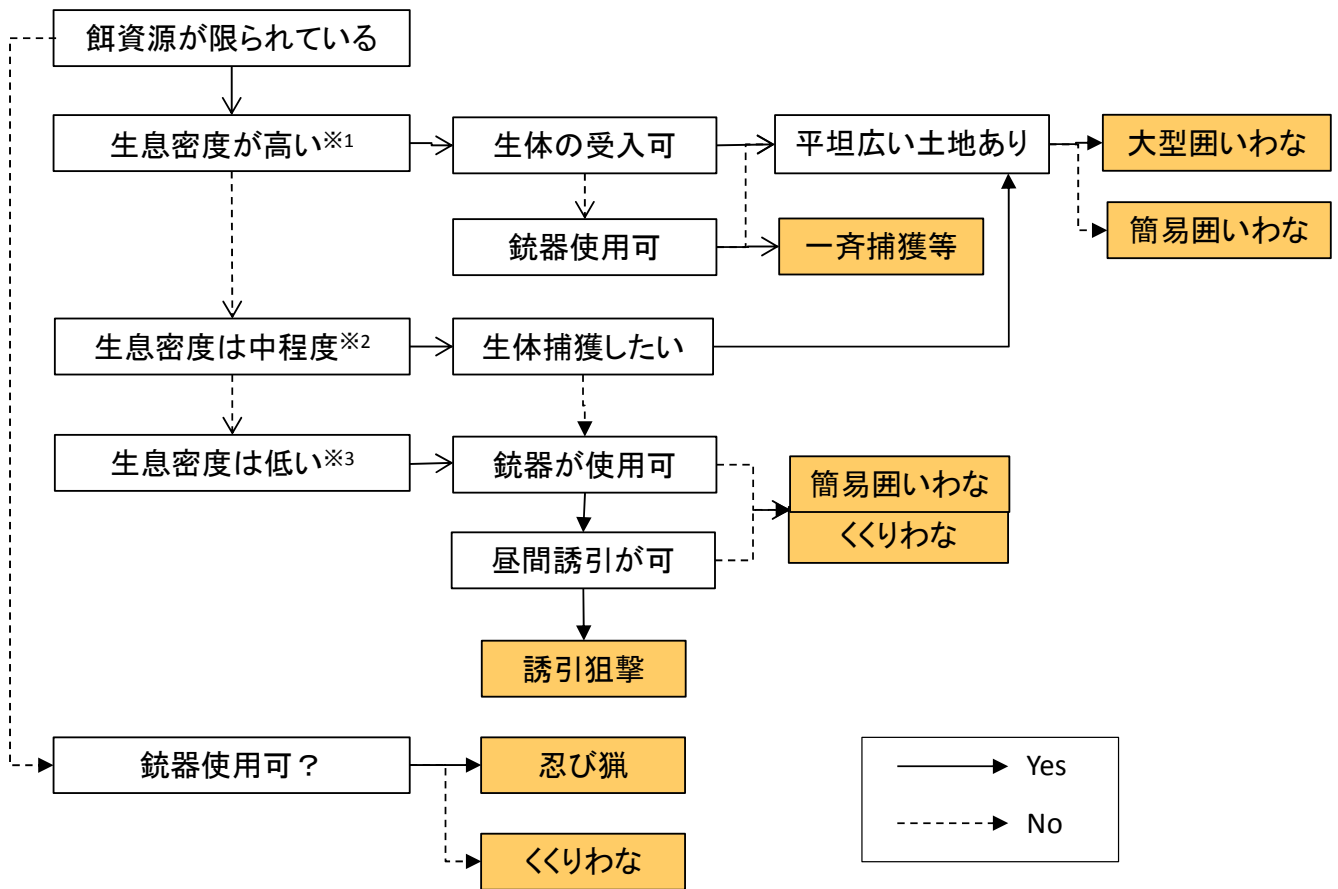 餌資源が限られている
生息密度が高い※1
生体の受入可
平坦広い土地あり
大型囲いわな
簡易囲いわな
銃器使用可
一斉捕獲等
生息密度は中程度※2
生体捕獲したい
生息密度は低い※3
銃器が使用可
簡易囲いわな
くくりわな
昼間誘引が可
誘引狙撃
銃器使用可？
忍び猟
くくりわな
Yes
No